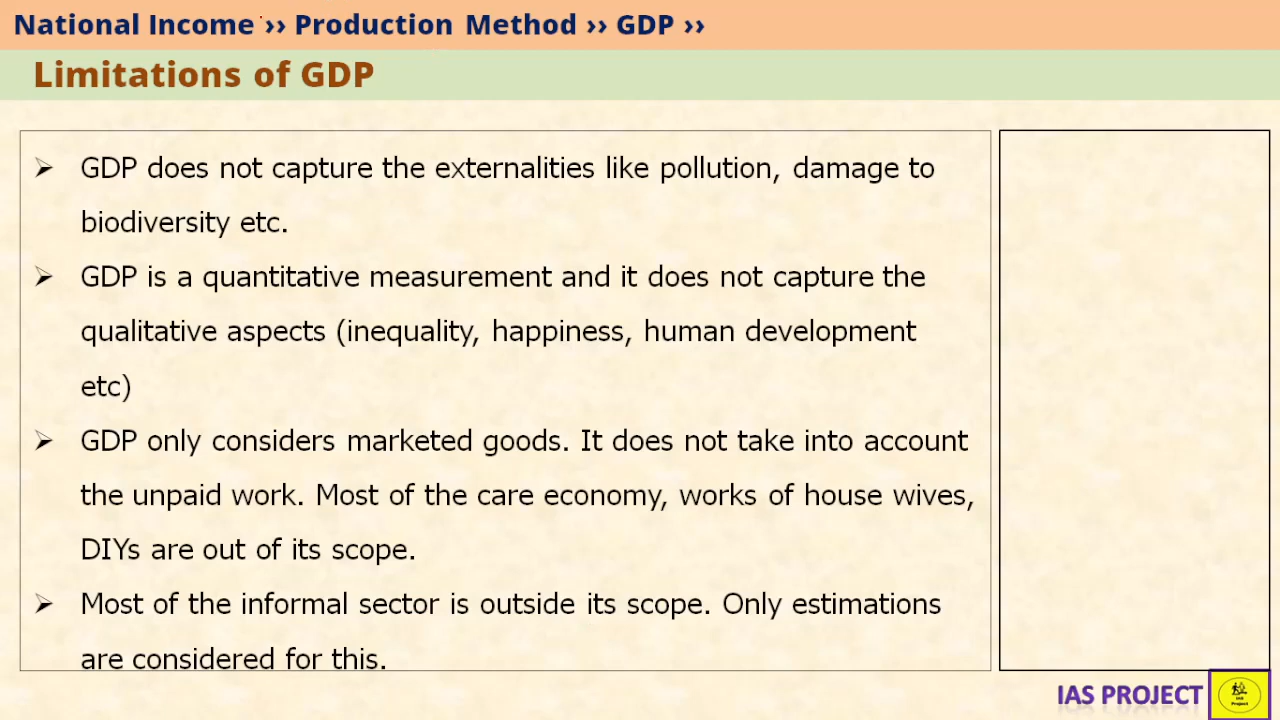 National Income ›› Production Method ›› GDP ››
Limitations of GDP
➢ GDP does not capture the externalities like pollution, damage to
biodiversity etc.
➢ GDP is a quantitative measurement and it does not capture the
qualitative aspects (inequality, happiness, human development
etc)
➢ GDP only considers marketed goods. It does not take into account
the unpaid work. Most of the care economy, works of house wives,
DIYs are out of its scope.
➢ Most of the informal sector is outside its scope. Only estimations
are considered for this.
IAS PROJECT
IAS
Project